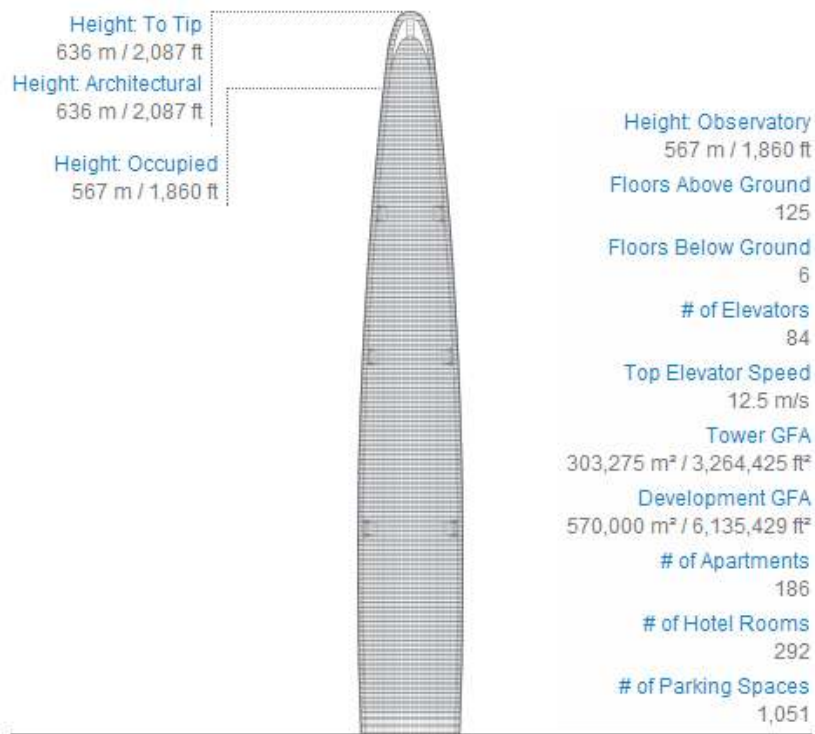 Height: To Tip
636 m / 2,087 ft
Height: Architectural
636 m / 2,087 ft
Height: Occupied
567 m / 1,860 ft
Height: Observatory
567 m / 1,860 ft
Floors Above Ground
125
Floors Below Ground
6
# of Elevators
84
Top Elevator Speed
12.5 m/s
Tower GFA
303,275 m² / 3,264,425 ft²
Development GFA
570,000 m² / 6,135,429 ft²
# of Apartments
186
# of Hotel Rooms
292
# of Parking Spaces
1,051